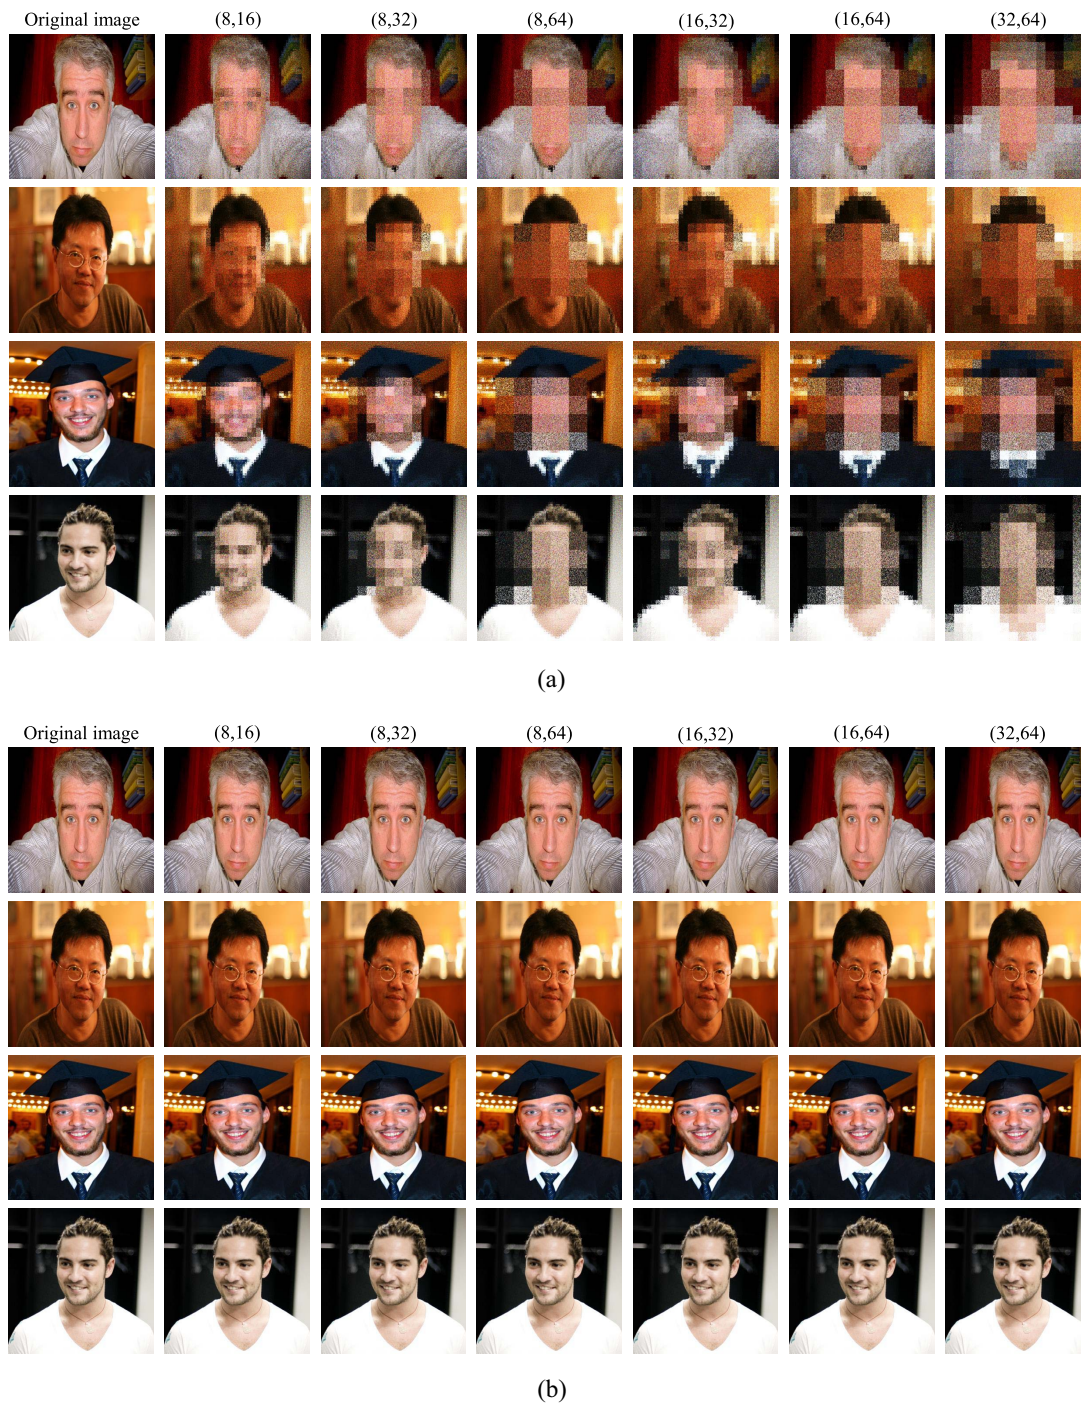 Original image (8,16) (8,32) (8,64) (16,32) (16,64) (32,64)
(a)
Original image (8,16) (8,32) (8,64) (16,32) (16,64) (32,64)
(b)